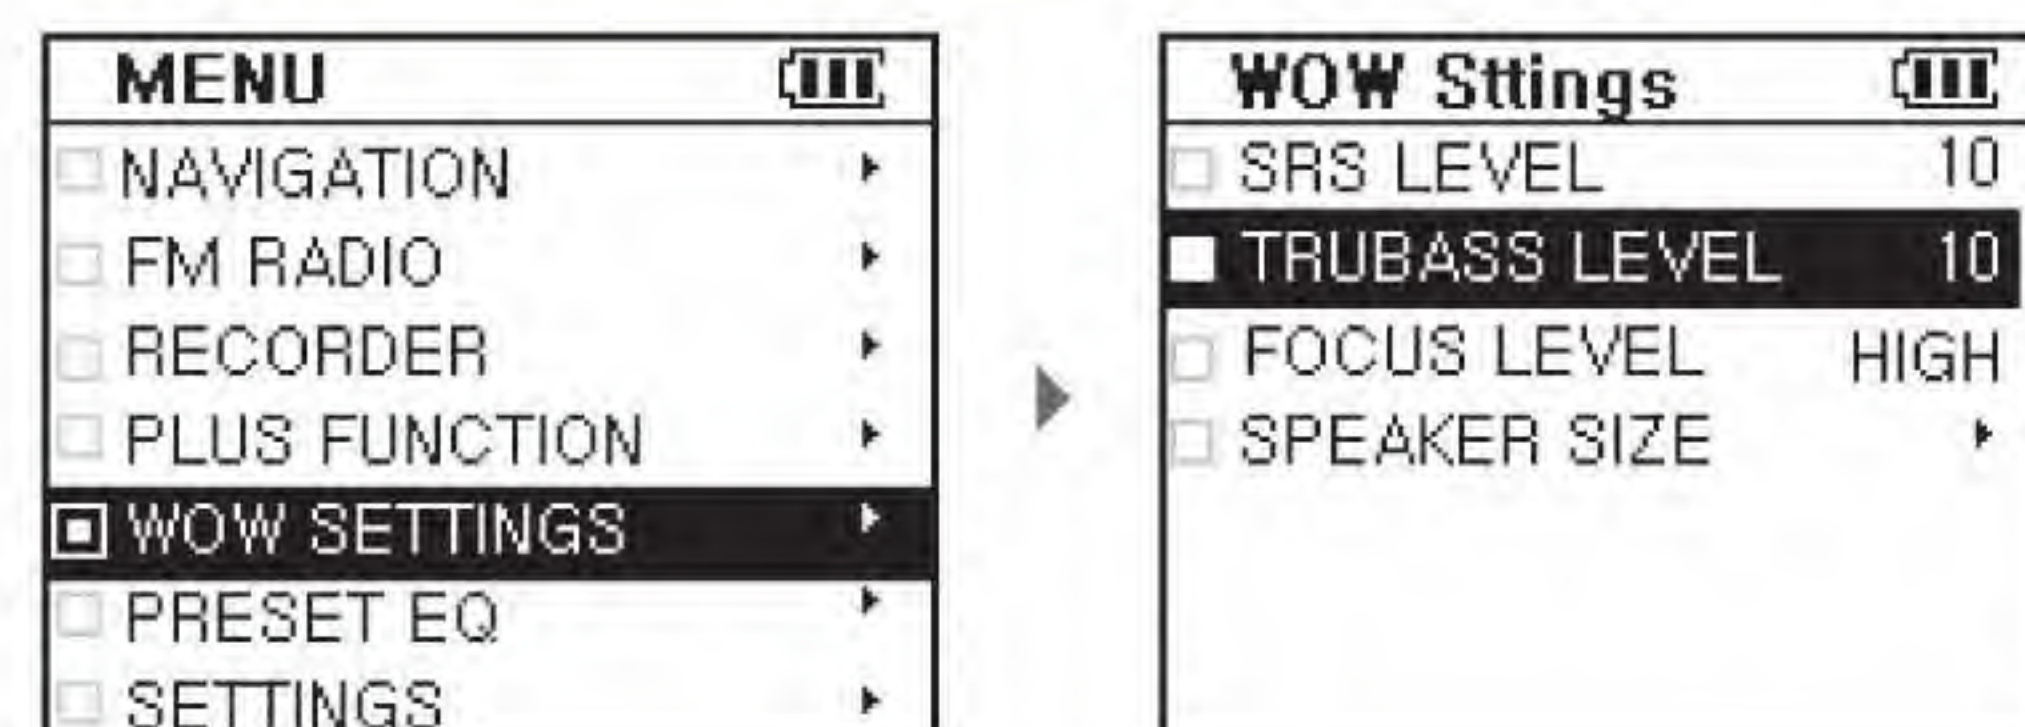 MENU
NAVIGATION
FM RADIO
RECORDER
PLUS FUNCTION
WOW SETTINGS
PRESET EQ
SETTINGS
WOW Sttings
SRS LEVEL 10
TRUBASS LEVEL 10
FOCUS LEVEL HIGH
SPEAKER SIZE